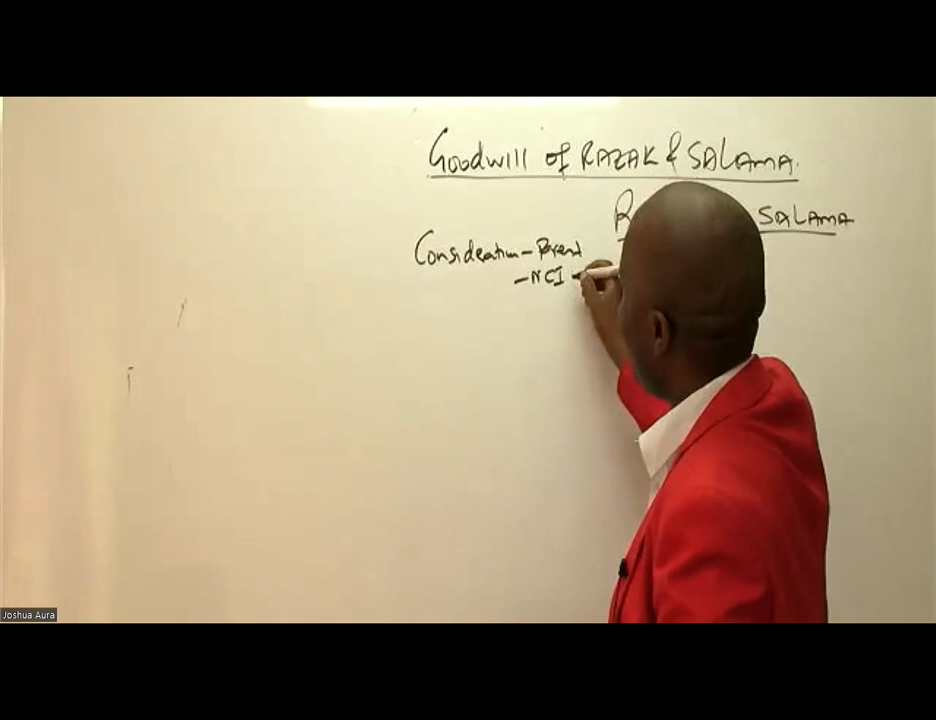 Goodwill of RAZAK & SALAMA.
R SALAMA
Consideration - Parent
- NCI -
Joshua Aura